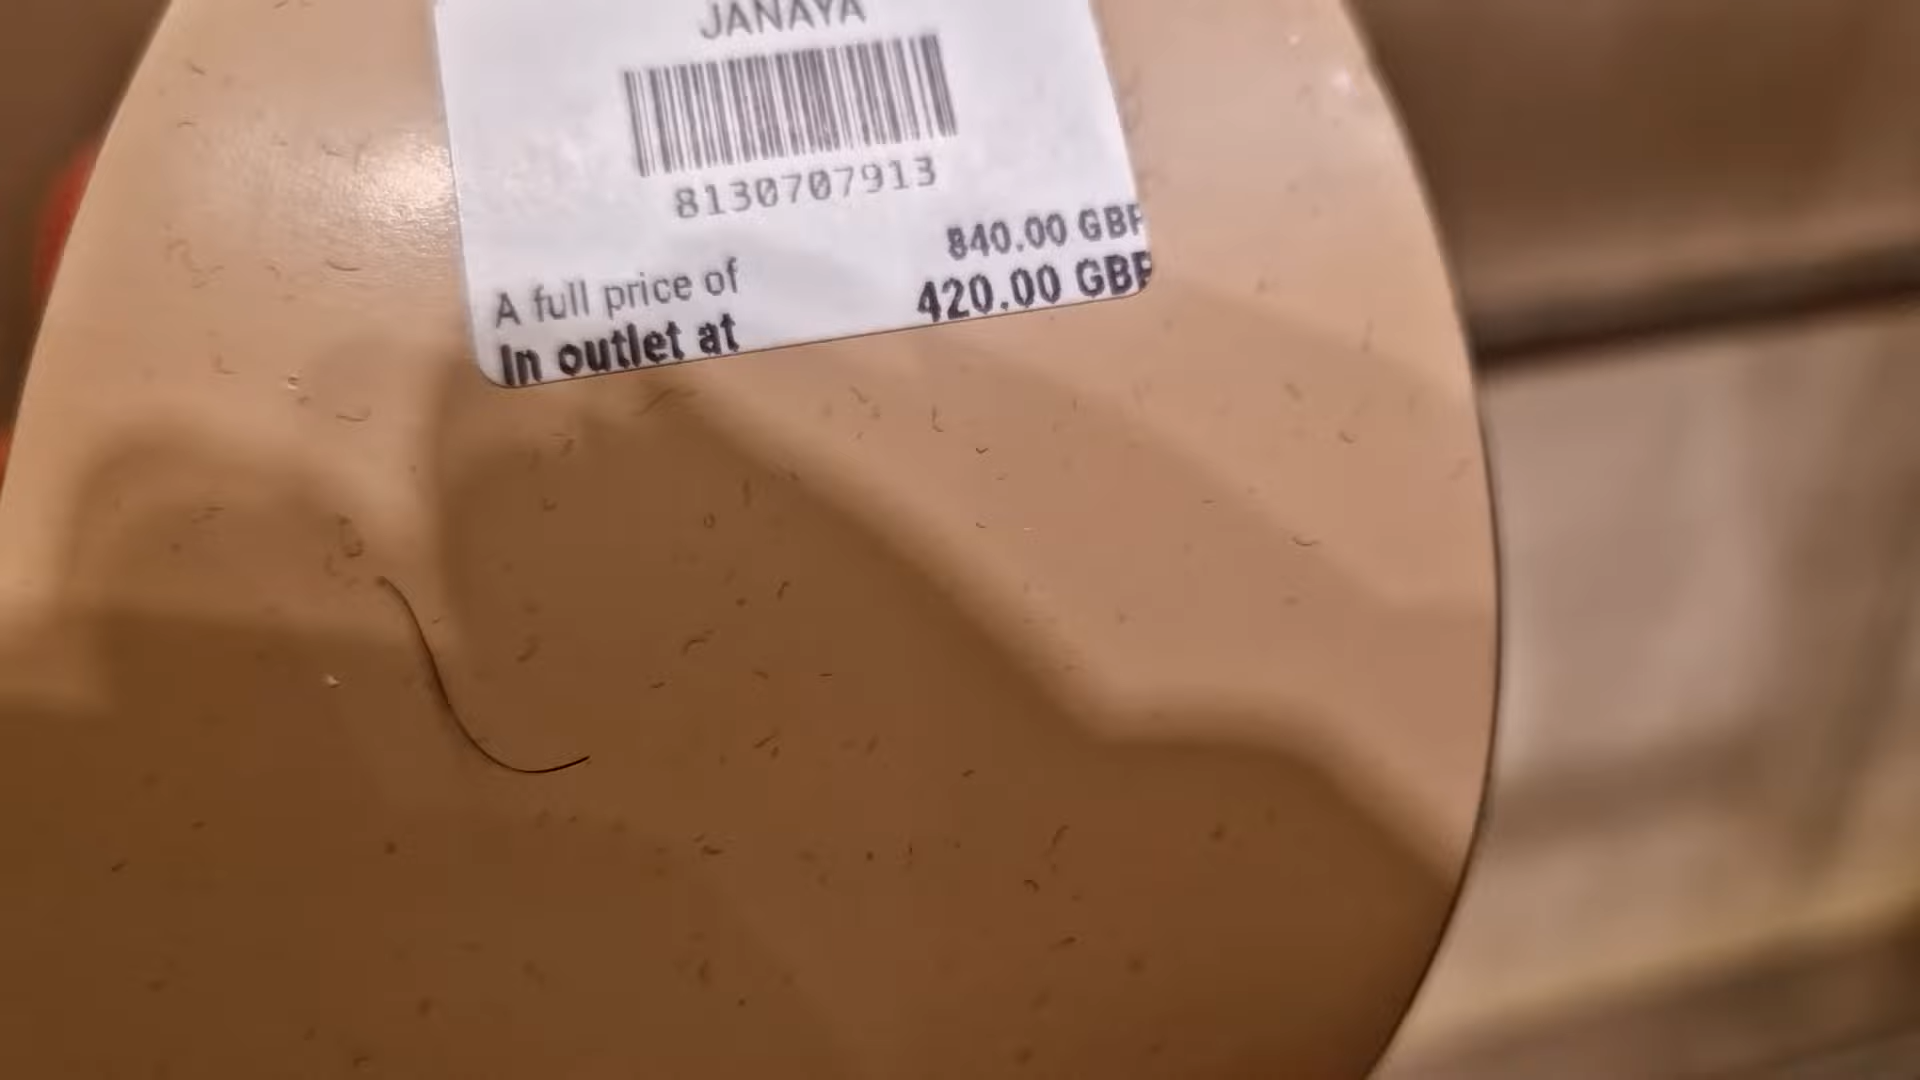 JANAYA
8130707913
A full price of 840.00 GBP
In outlet at 420.00 GBP